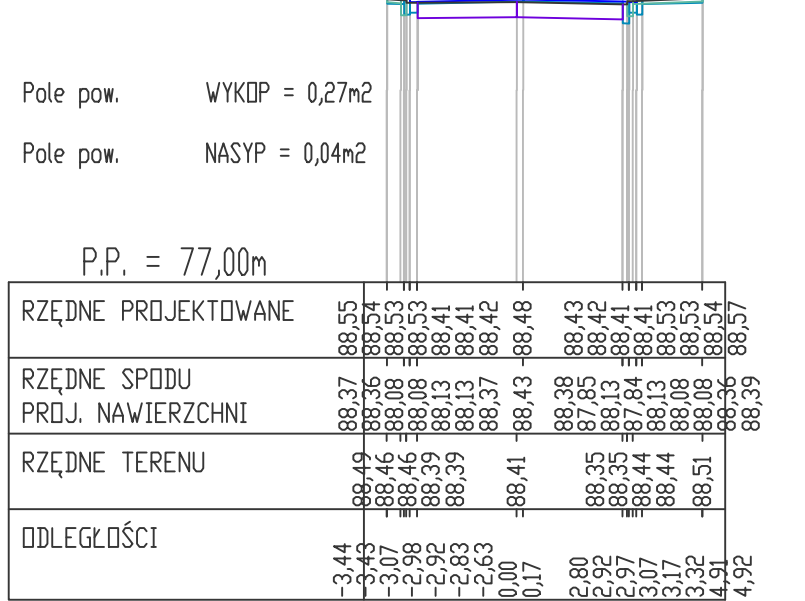 Pole pow. WYKOP = 0,27m2
Pole pow. NASYP = 0,04m2
P.P. = 77,00m
RZĘDNE PROJEKTOWANE 88,55 88,54 88,53 88,53 88,41 88,41 88,42 88,48 88,43 88,42 88,41 88,41 88,53 88,53 88,54 88,57
RZĘDNE SPODU
PROJ. NAWIERZCHNI 88,37 88,36 88,08 88,08 88,13 88,13 88,37 88,43 88,38 87,85 88,13 87,84 88,13 88,08 88,08 88,36 88,39
RZĘDNE TERENU 88,49 88,46 88,46 88,39 88,39 88,41 88,35 88,35 88,44 88,44 88,51
ODLEGŁOŚCI -3,44 -3,43 -3,07 -2,98 -2,92 -2,83 -2,63 0,00 0,17 2,80 2,92 2,97 3,07 3,17 3,32 4,91 4,92